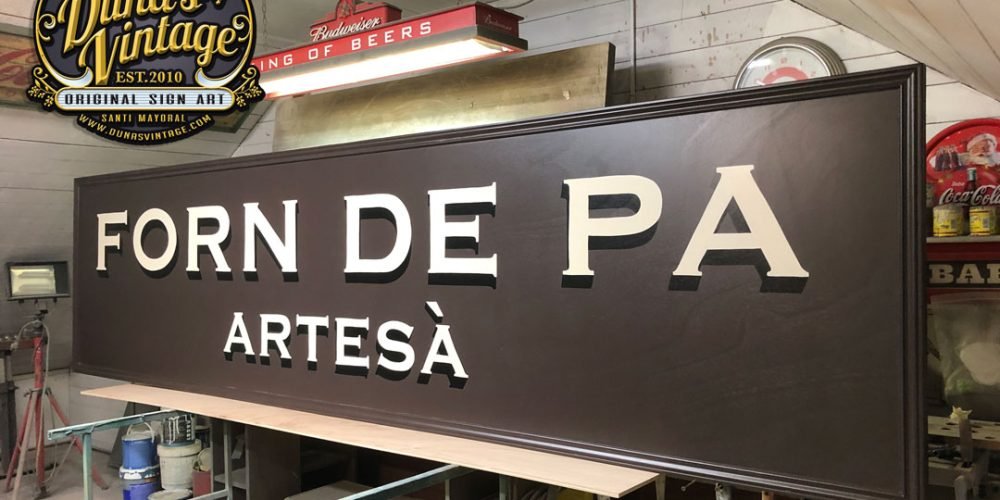 Duna's
Vintage
EST. 2010
ORIGINAL SIGN ART
SANTI MAYORAL
WWW.DUNASVINTAGE.COM
Budweiser
KING OF BEERS
FORN DE PA
ARTESÀ
Coca-Cola
BAR